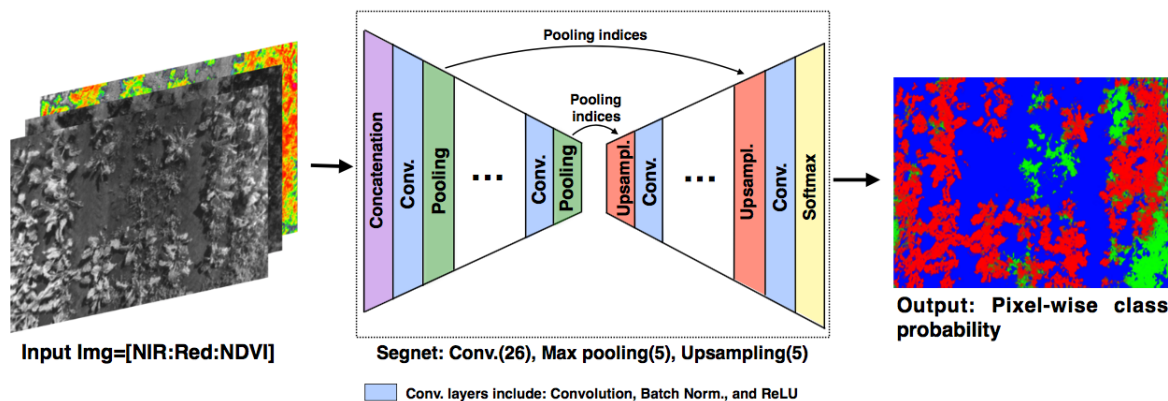 Pooling indices
Pooling
indices
Concatenation
Conv.
Pooling
...
Conv.
Pooling
Upsampl.
Conv.
...
Upsampl.
Conv.
Softmax
Input Img=[NIR:Red:NDVI]
Segnet: Conv.(26), Max pooling(5), Upsampling(5)
Output: Pixel-wise class
probability
Conv. layers include: Convolution, Batch Norm., and ReLU